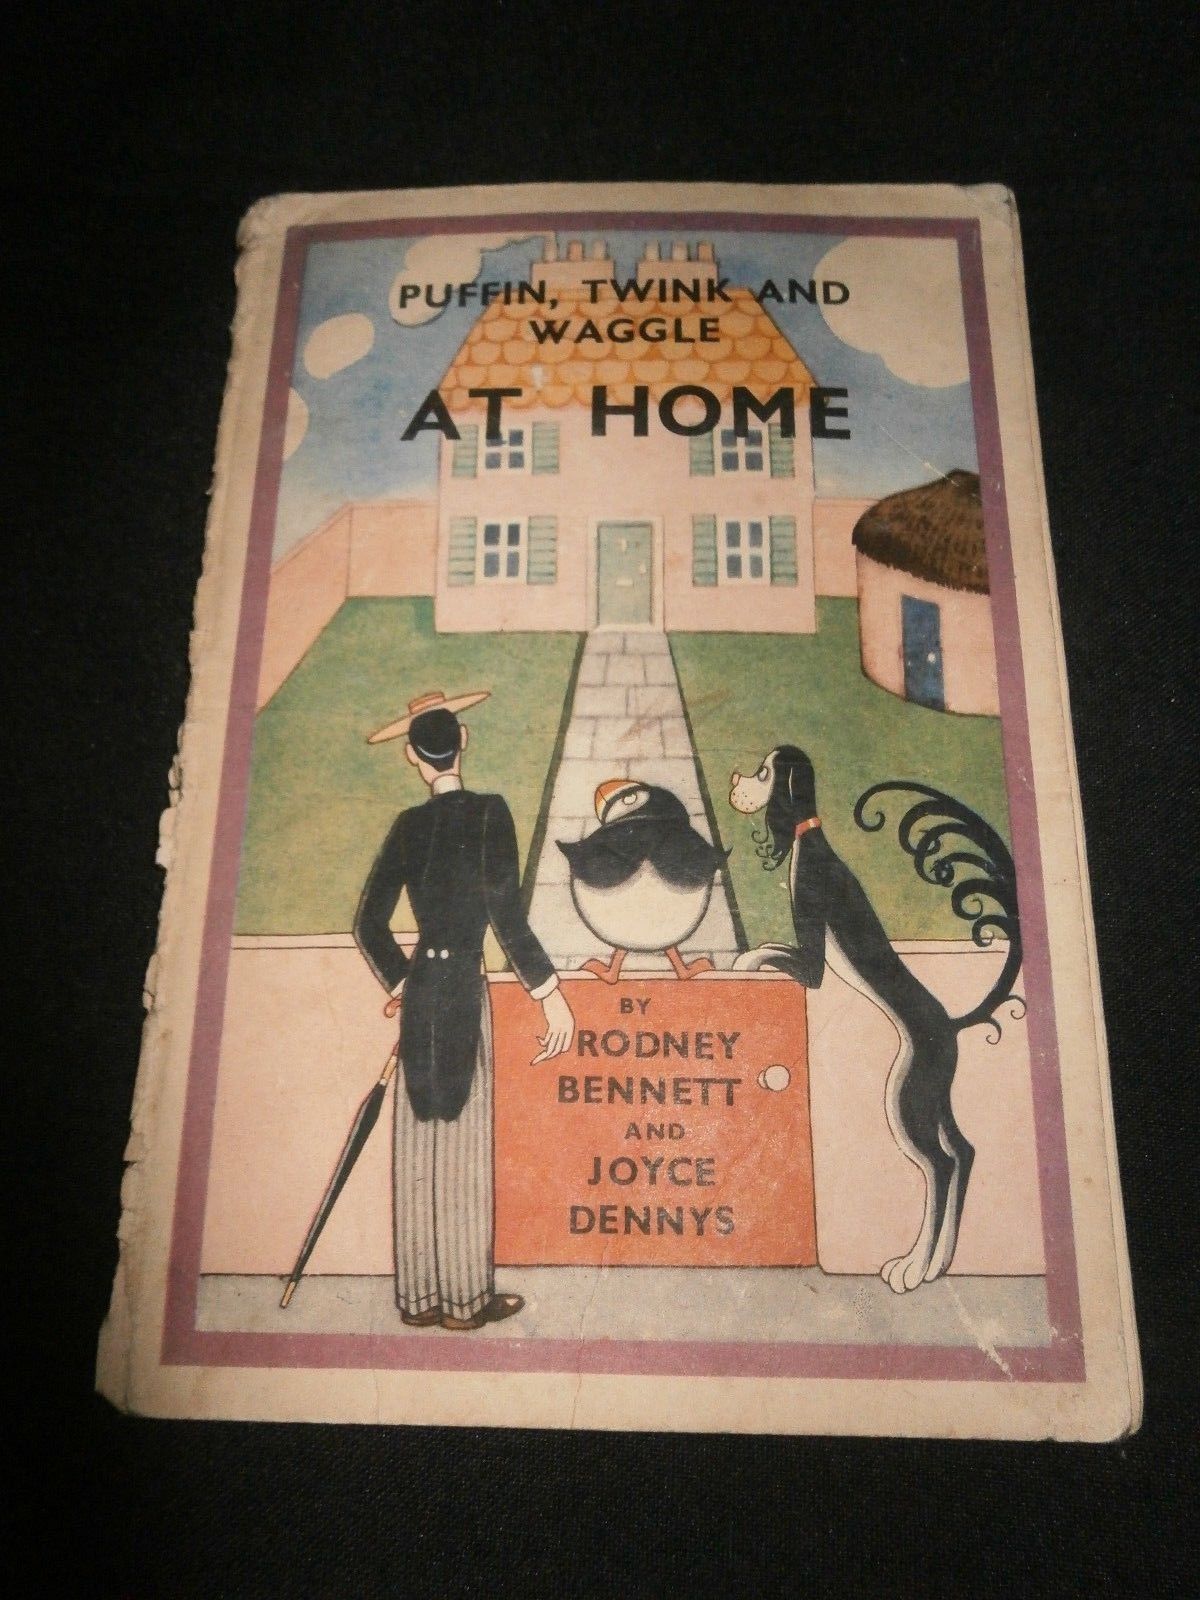 PUFFIN, TWINK AND
WAGGLE
AT HOME
BY
RODNEY
BENNETT
AND
JOYCE
DENNYS